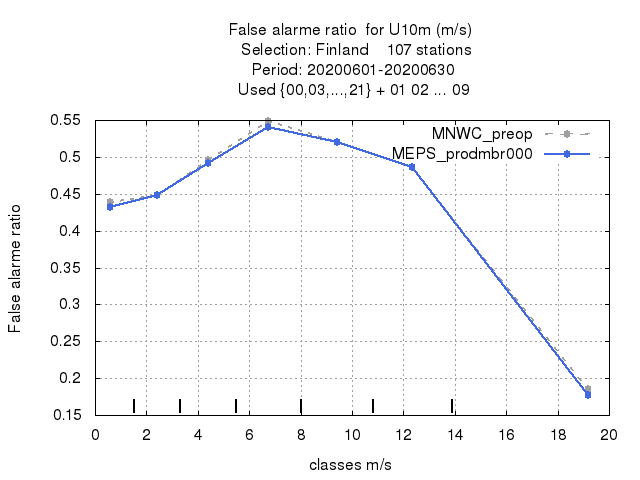 False alarme ratio  for U10m (m/s)
Selection: Finland    107 stations
Period: 20200601-20200630
Used {00,03,...,21} + 01 02 ... 09
MNWC_preop
MEPS_prodmbr000
False alarme ratio
0.55
0.5
0.45
0.4
0.35
0.3
0.25
0.2
0.15
0 2 4 6 8 10 12 14 16 18 20
classes m/s